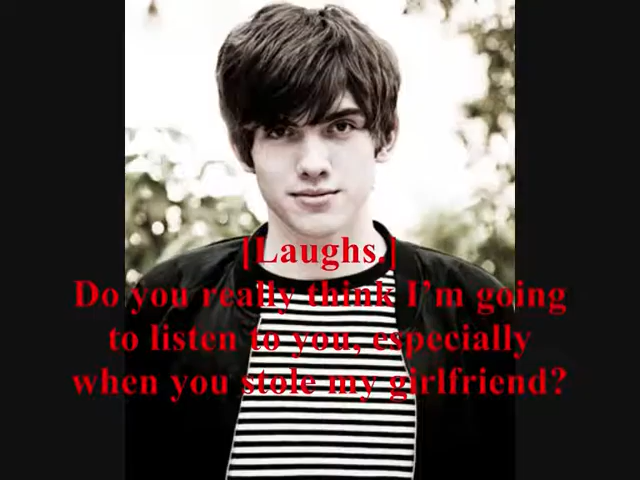 [Laughs.]
Do you really think I'm going
to listen to you, especially
when you stole my girlfriend?